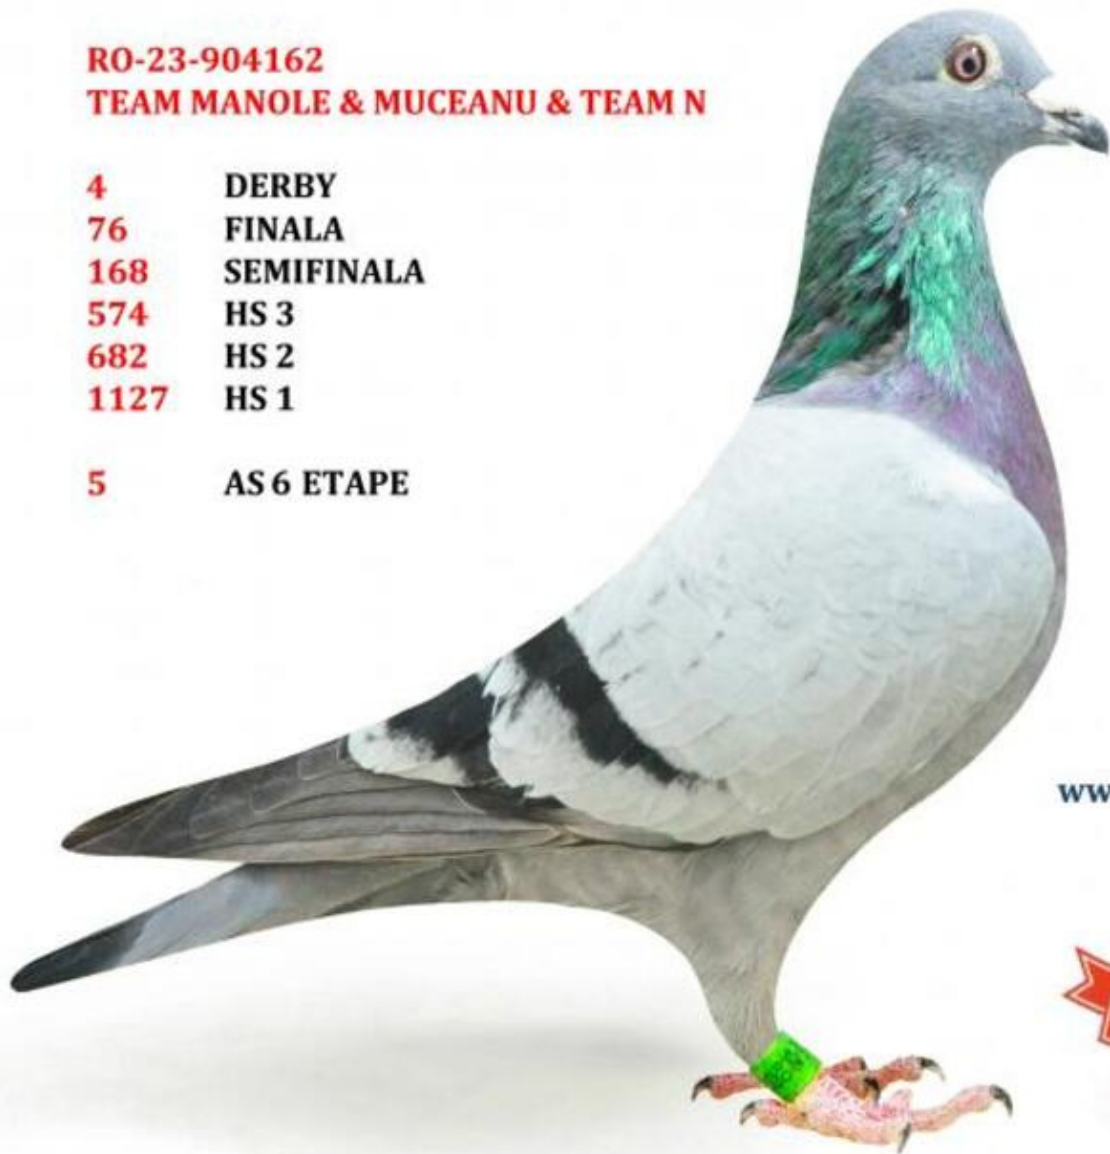 RO-23-904162
TEAM MANOLE & MUCEANU & TEAM N
4 DERBY
76 FINALA
168 SEMIFINALA
574 HS 3
682 HS 2
1127 HS 1
5 AS 6 ETAPE
ww